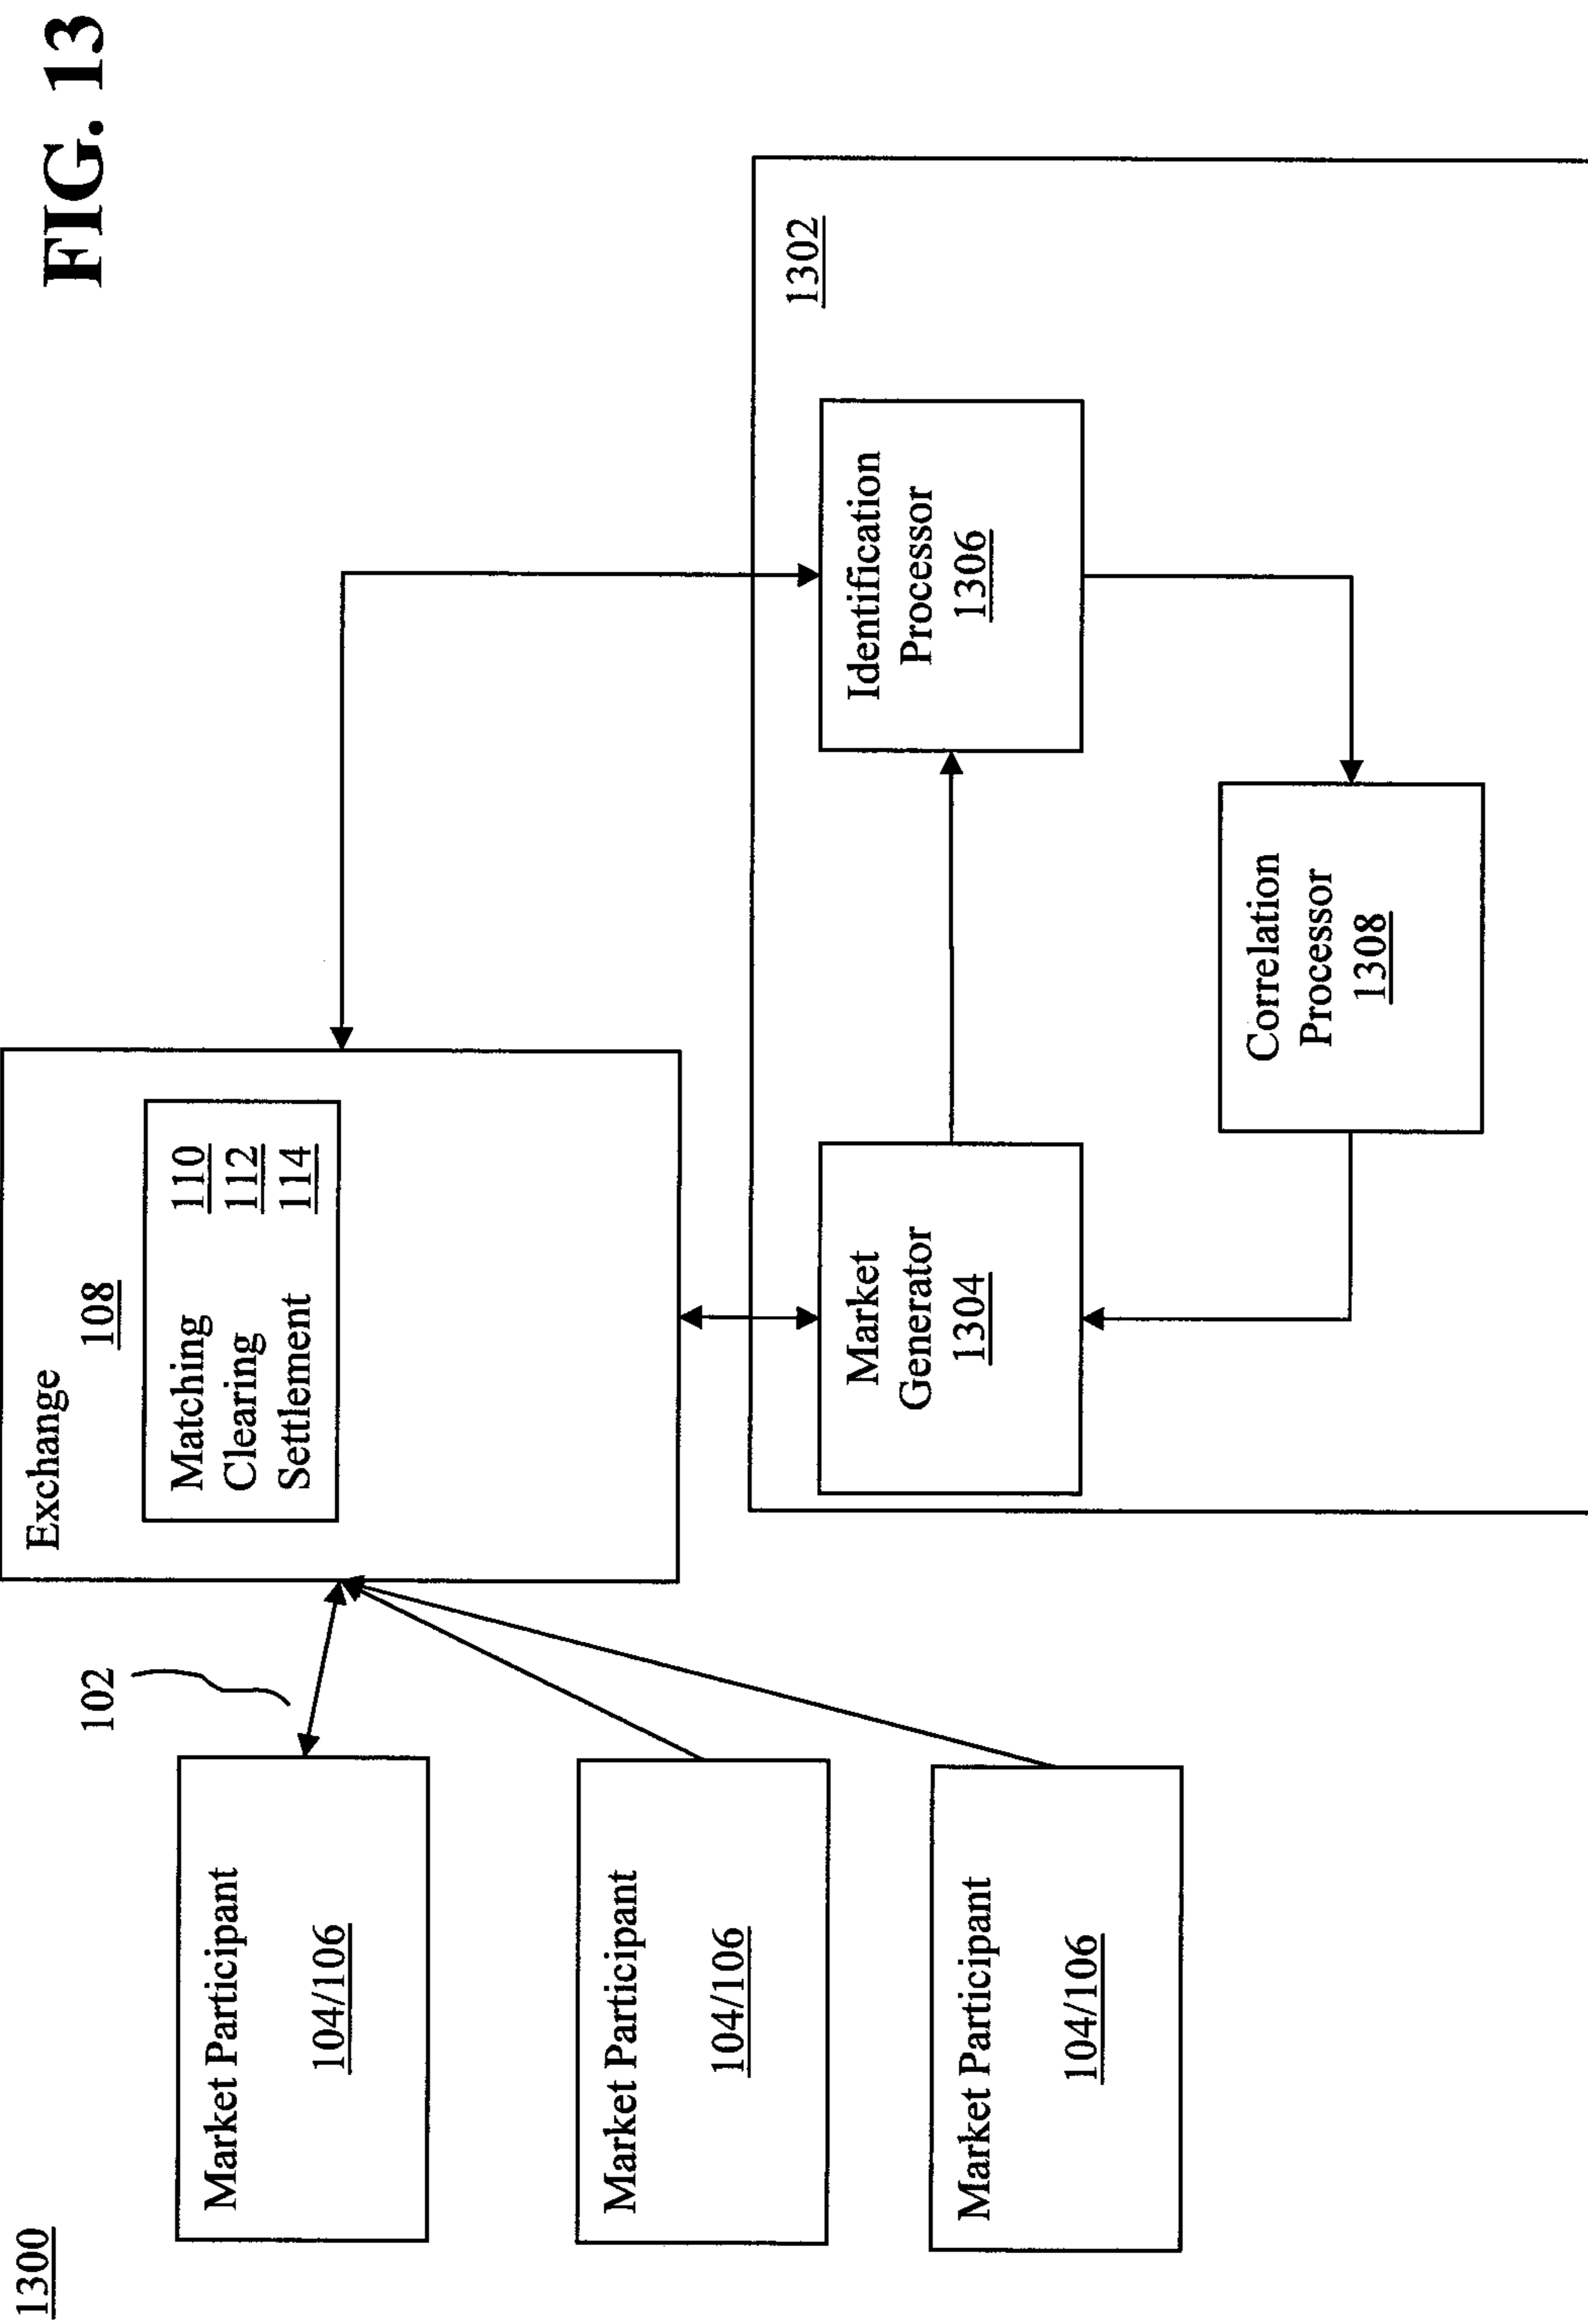 FIG. 13
1300
Exchange
108
Matching 110
Clearing 112
Settlement 114
102
Market Participant
104/106
Market Participant
104/106
Market Participant
104/106
1302
Market
Generator
1304
Identification
Processor
1306
Correlation
Processor
1308